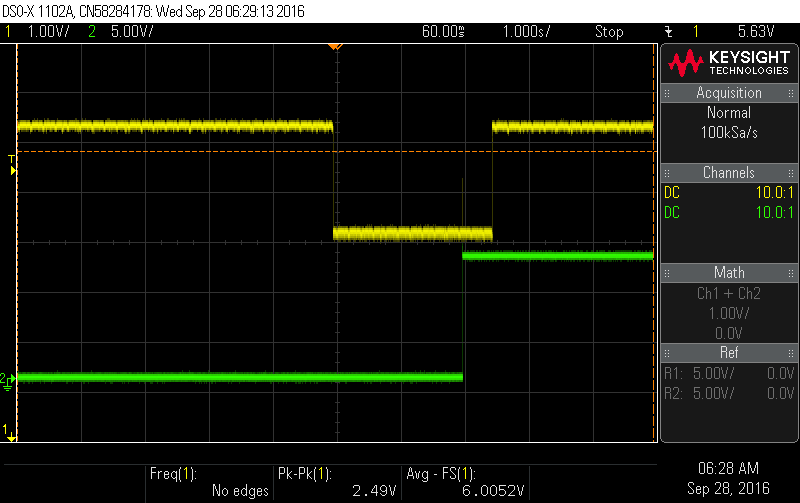 DSO-X 1102A, CN58284178: Wed Sep 28 06:29:13 2016
1 1.00V/ 2 5.00V/ 60.00ms 1.000s/ Stop 1 5.63V
KEYSIGHT
TECHNOLOGIES
Acquisition
Normal
100kSa/s
Channels
DC 10.0:1
DC 10.0:1
Math
Ch1 + Ch2
1.00V/
0.0V
Ref
R1: 5.00V/ 0.0V
R2: 5.00V/ 0.0V
T
2
1
Freq(1): Pk-Pk(1): Avg - FS(1):
No edges 2.49V 6.0052V
06:28 AM
Sep 28, 2016